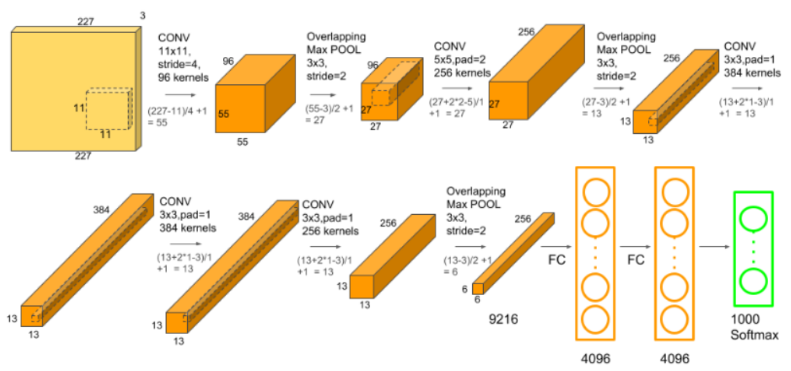 227
3
11
11
227
CONV
11x11,
stride=4,
96 kernels
(227-11)/4 +1
= 55
96
55
55
Overlapping
Max POOL
3x3,
stride=2
(55-3)/2 +1
= 27
96
27
27
CONV
5x5,pad=2
256 kernels
(27+2*2-5)/1
+1 = 27
256
27
27
Overlapping
Max POOL
3x3,
stride=2
(27-3)/2 +1
= 13
256
13
13
CONV
3x3,pad=1
384 kernels
(13+2*1-3)/1
+1 = 13
384
13
13
CONV
3x3,pad=1
384 kernels
(13+2*1-3)/1
+1 = 13
384
13
13
CONV
3x3,pad=1
256 kernels
(13+2*1-3)/1
+1 = 13
256
13
13
Overlapping
Max POOL
3x3,
stride=2
(13-3)/2 +1
= 6
256
6
6
9216
FC
4096
FC
4096
1000
Softmax